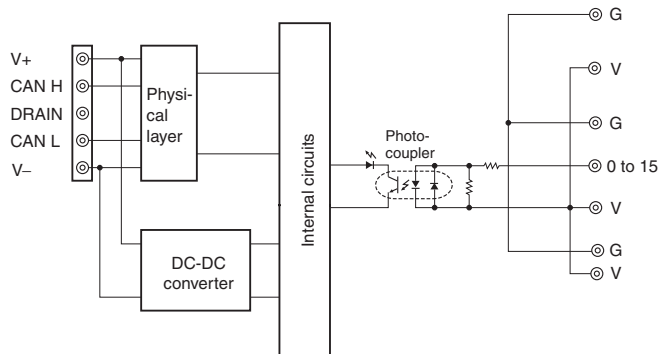 V+
CAN H
DRAIN
CAN L
V–
Physi-
cal
layer
DC-DC
converter
Internal circuits
Photo-
coupler
G
V
G
0 to 15
V
G
V